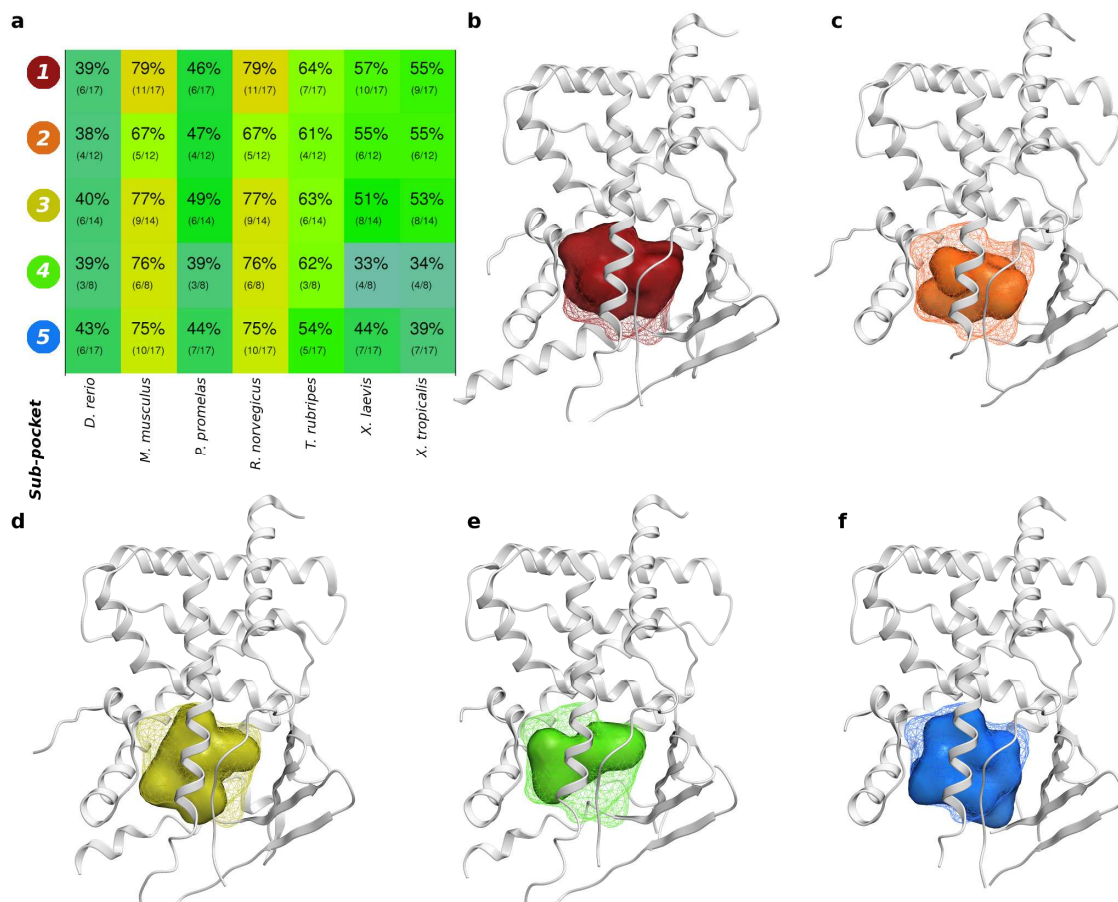 a
b
c
1 39% 79% 46% 79% 64% 57% 55%
(6/17) (11/17) (6/17) (11/17) (7/17) (10/17) (9/17)
2 38% 67% 47% 67% 61% 55% 55%
(4/12) (5/12) (4/12) (5/12) (4/12) (6/12) (6/12)
3 40% 77% 49% 77% 63% 51% 53%
(6/14) (9/14) (6/14) (9/14) (6/14) (8/14) (8/14)
4 39% 76% 39% 76% 62% 33% 34%
(3/8) (6/8) (3/8) (6/8) (3/8) (4/8) (4/8)
5 43% 75% 44% 75% 54% 44% 39%
(6/17) (10/17) (7/17) (10/17) (5/17) (7/17) (7/17)
Sub-pocket
D. rerio
M. musculus
P. promelas
R. norvegicus
T. rubripes
X. laevis
X. tropicalis
d
e
f